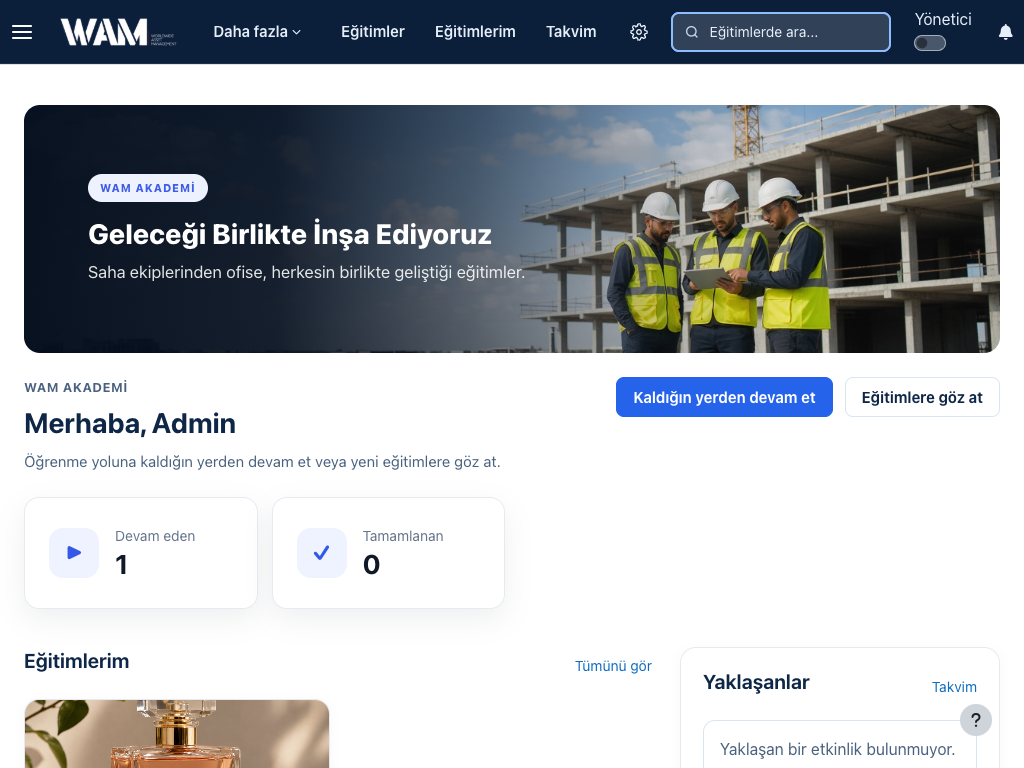 WAM WORLDWIDE ASSET MANAGEMENT
Daha fazla
Eğitimler
Eğitimlerim
Takvim
Eğitimlerde ara...
Yönetici
WAM AKADEMİ
Geleceği Birlikte İnşa Ediyoruz
Saha ekiplerinden ofise, herkesin birlikte geliştiği eğitimler.
WAM AKADEMİ
Merhaba, Admin
Öğrenme yoluna kaldığın yerden devam et veya yeni eğitimlere göz at.
Kaldığın yerden devam et
Eğitimlere göz at
Devam eden
1
Tamamlanan
0
Eğitimlerim
Tümünü gör
Yaklaşanlar
Takvim
?
Yaklaşan bir etkinlik bulunmuyor.